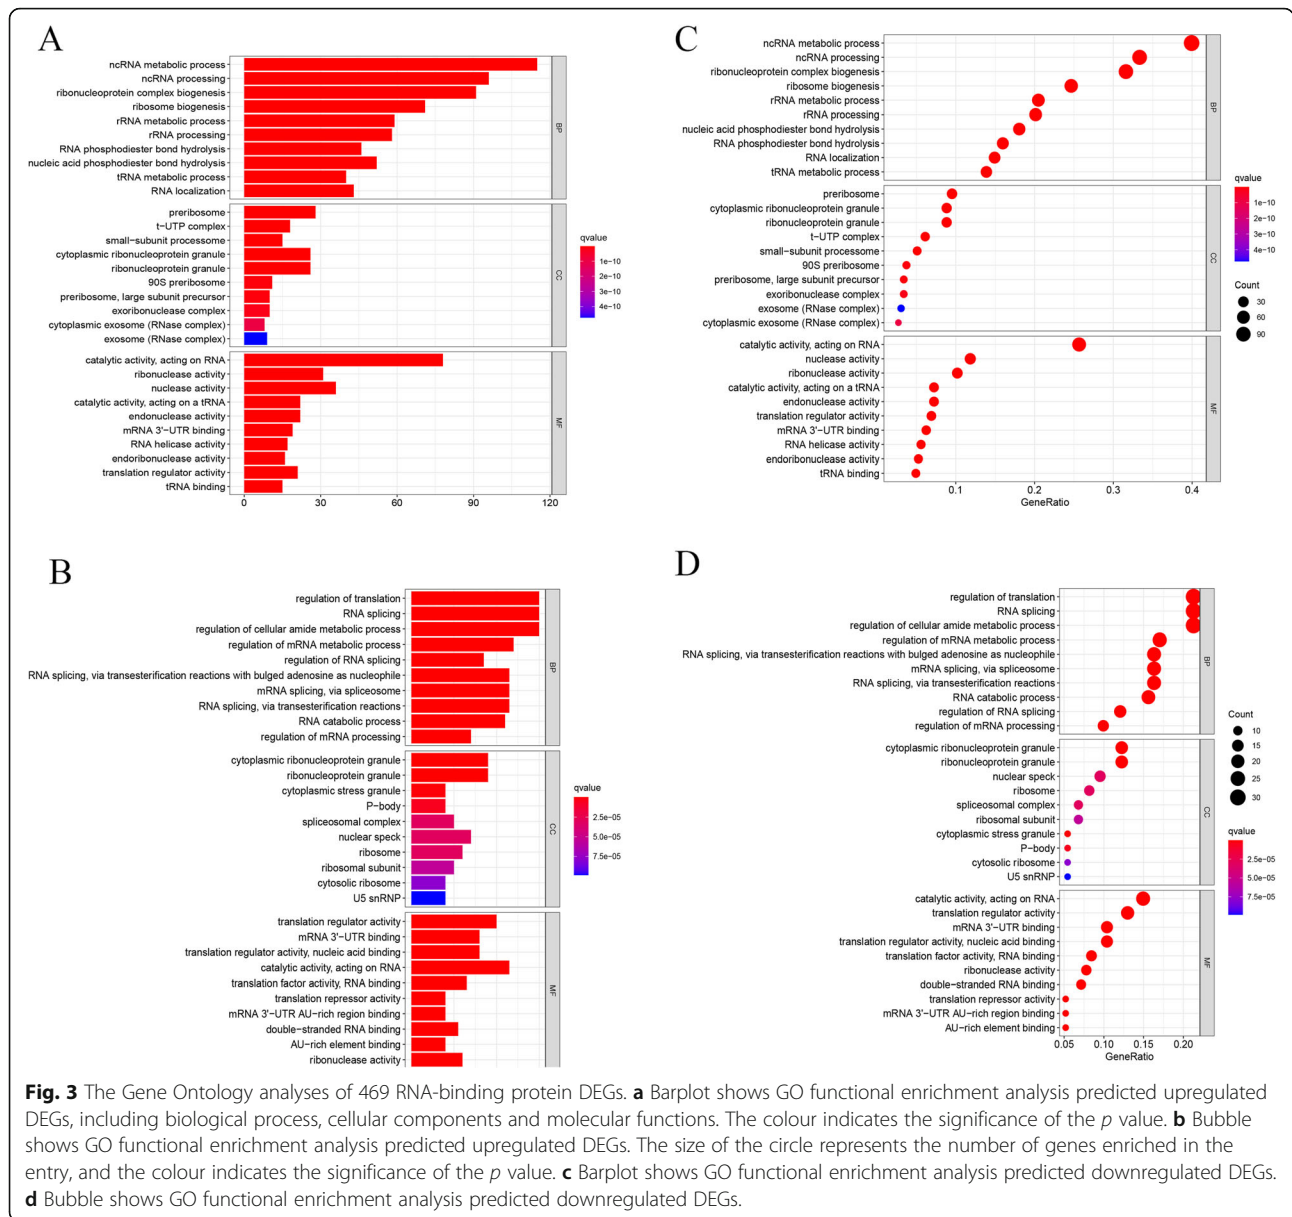 A
ncRNA metabolic process
ncRNA processing
ribonucleoprotein complex biogenesis
ribosome biogenesis
rRNA metabolic process
rRNA processing
RNA phosphodiester bond hydrolysis
nucleic acid phosphodiester bond hydrolysis
tRNA metabolic process
RNA localization
BP
preribosome
t−UTP complex
small−subunit processome
cytoplasmic ribonucleoprotein granule
ribonucleoprotein granule
90S preribosome
preribosome, large subunit precursor
exoribonuclease complex
cytoplasmic exosome (RNase complex)
exosome (RNase complex)
CC
catalytic activity, acting on RNA
ribonuclease activity
nuclease activity
catalytic activity, acting on a tRNA
endonuclease activity
mRNA 3'−UTR binding
RNA helicase activity
endoribonuclease activity
translation regulator activity
tRNA binding
MF
0 30 60 90 120
qvalue
1e−10
2e−10
3e−10
4e−10
C
ncRNA metabolic process
ncRNA processing
ribonucleoprotein complex biogenesis
ribosome biogenesis
rRNA metabolic process
rRNA processing
nucleic acid phosphodiester bond hydrolysis
RNA phosphodiester bond hydrolysis
RNA localization
tRNA metabolic process
BP
preribosome
cytoplasmic ribonucleoprotein granule
ribonucleoprotein granule
t−UTP complex
small−subunit processome
90S preribosome
preribosome, large subunit precursor
exoribonuclease complex
exosome (RNase complex)
cytoplasmic exosome (RNase complex)
CC
catalytic activity, acting on RNA
nuclease activity
ribonuclease activity
catalytic activity, acting on a tRNA
endonuclease activity
translation regulator activity
mRNA 3'−UTR binding
RNA helicase activity
endoribonuclease activity
tRNA binding
MF
0.1 0.2 0.3 0.4
GeneRatio
qvalue
1e−10
2e−10
3e−10
4e−10
Count
30
60
90
B
regulation of translation
RNA splicing
regulation of cellular amide metabolic process
regulation of mRNA metabolic process
regulation of RNA splicing
RNA splicing, via transesterification reactions with bulged adenosine as nucleophile
mRNA splicing, via spliceosome
RNA splicing, via transesterification reactions
RNA catabolic process
regulation of mRNA processing
BP
cytoplasmic ribonucleoprotein granule
ribonucleoprotein granule
cytoplasmic stress granule
P−body
spliceosomal complex
nuclear speck
ribosome
ribosomal subunit
cytosolic ribosome
U5 snRNP
CC
translation regulator activity
mRNA 3'−UTR binding
translation regulator activity, nucleic acid binding
catalytic activity, acting on RNA
translation factor activity, RNA binding
translation repressor activity
mRNA 3'−UTR AU−rich region binding
double−stranded RNA binding
AU−rich element binding
ribonuclease activity
MF
qvalue
2.5e−05
5.0e−05
7.5e−05
D
regulation of translation
RNA splicing
regulation of cellular amide metabolic process
regulation of mRNA metabolic process
RNA splicing, via transesterification reactions with bulged adenosine as nucleophile
mRNA splicing, via spliceosome
RNA splicing, via transesterification reactions
RNA catabolic process
regulation of RNA splicing
regulation of mRNA processing
BP
cytoplasmic ribonucleoprotein granule
ribonucleoprotein granule
nuclear speck
ribosome
spliceosomal complex
ribosomal subunit
cytoplasmic stress granule
P−body
cytosolic ribosome
U5 snRNP
CC
catalytic activity, acting on RNA
translation regulator activity
mRNA 3'−UTR binding
translation regulator activity, nucleic acid binding
translation factor activity, RNA binding
ribonuclease activity
double−stranded RNA binding
translation repressor activity
mRNA 3'−UTR AU−rich region binding
AU−rich element binding
MF
0.05 0.10 0.15 0.20
GeneRatio
Count
10
15
20
25
30
qvalue
2.5e−05
5.0e−05
7.5e−05
Fig. 3 The Gene Ontology analyses of 469 RNA-binding protein DEGs. a Barplot shows GO functional enrichment analysis predicted upregulated
DEGs, including biological process, cellular components and molecular functions. The colour indicates the significance of the p value. b Bubble
shows GO functional enrichment analysis predicted upregulated DEGs. The size of the circle represents the number of genes enriched in the
entry, and the colour indicates the significance of the p value. c Barplot shows GO functional enrichment analysis predicted downregulated DEGs.
d Bubble shows GO functional enrichment analysis predicted downregulated DEGs.